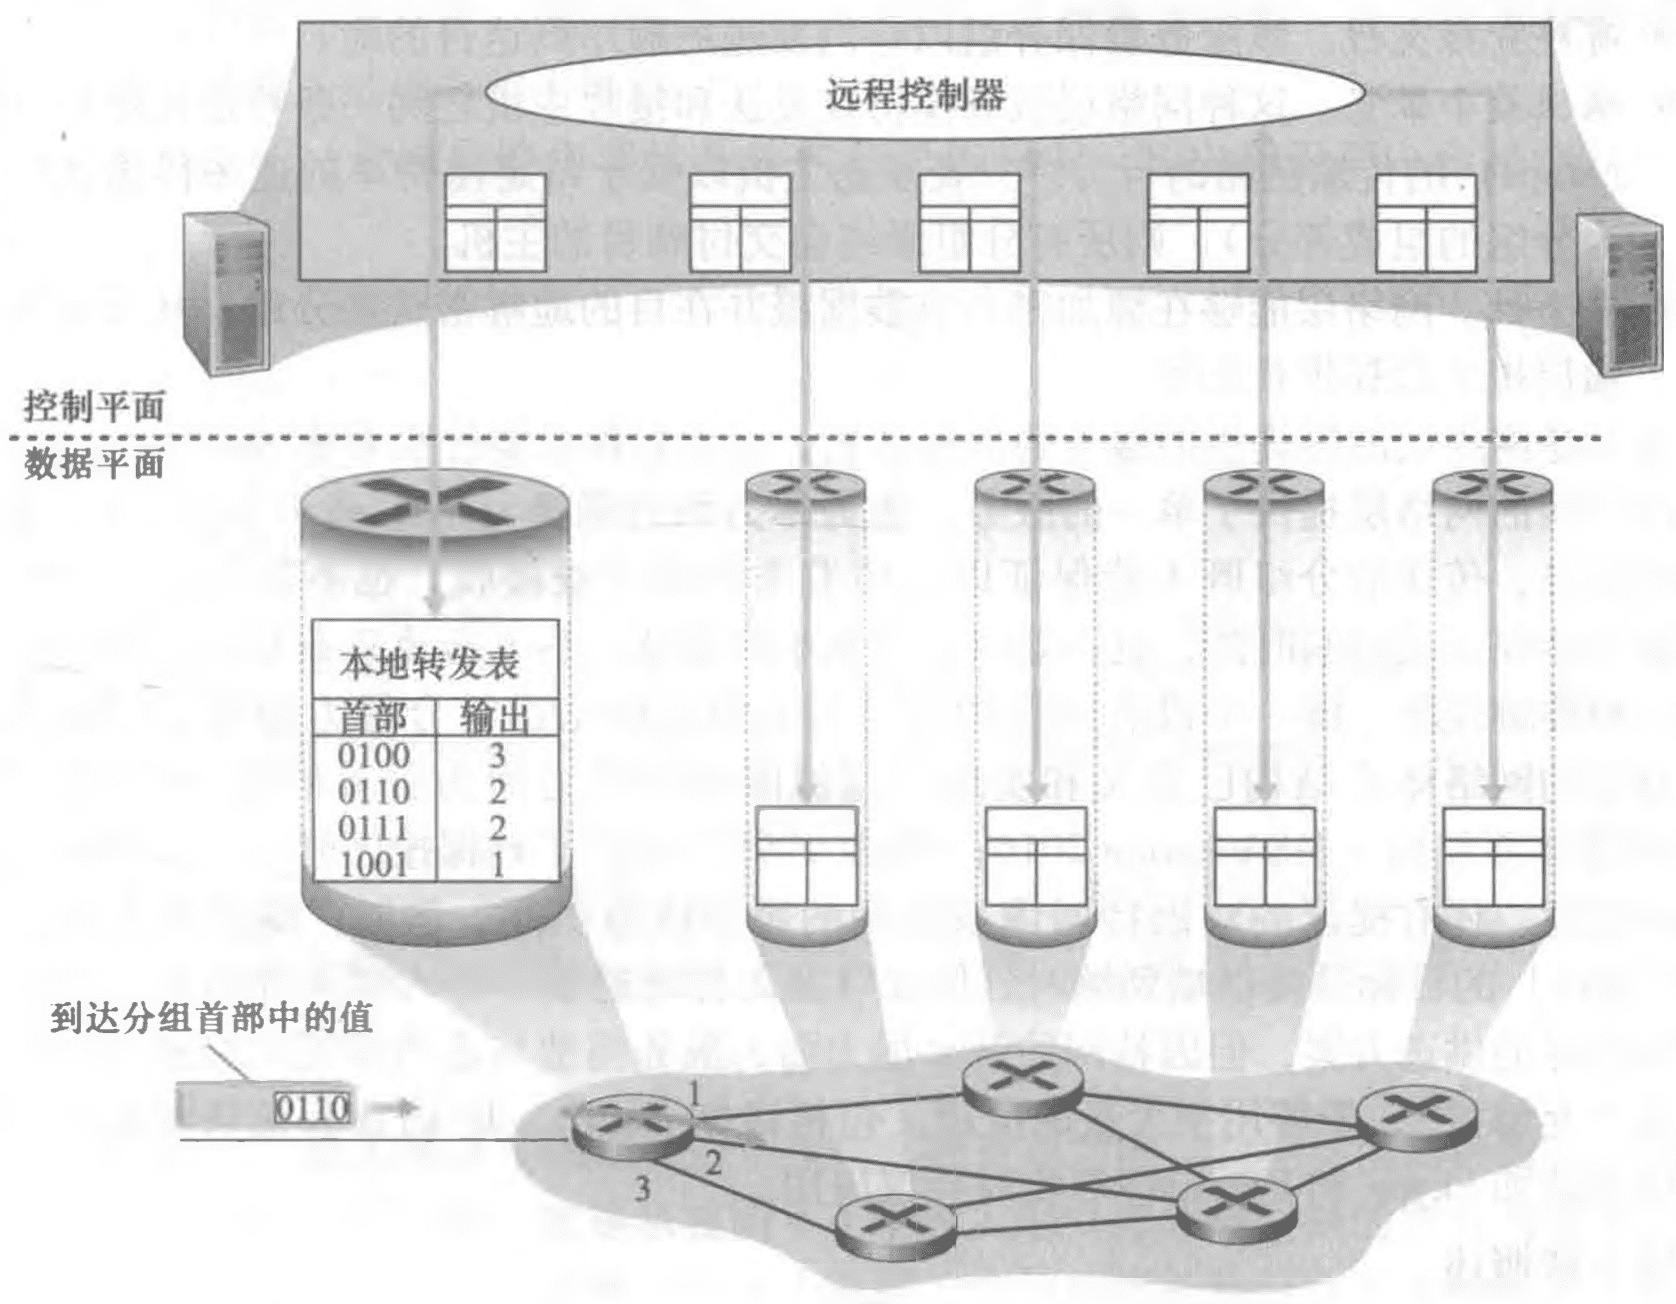 远程控制器
控制平面
数据平面
本地转发表
首部 输出
0100 3
0110 2
0111 2
1001 1
到达分组首部中的值
0110
1
2
3